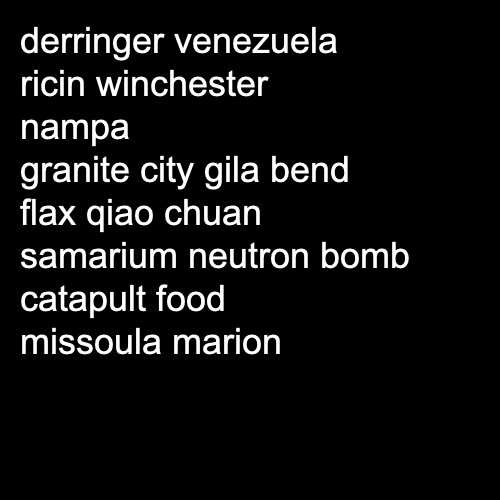 derringer venezuela
ricin winchester
nampa
granite city gila bend
flax qiao chuan
samarium neutron bomb
catapult food
missoula marion